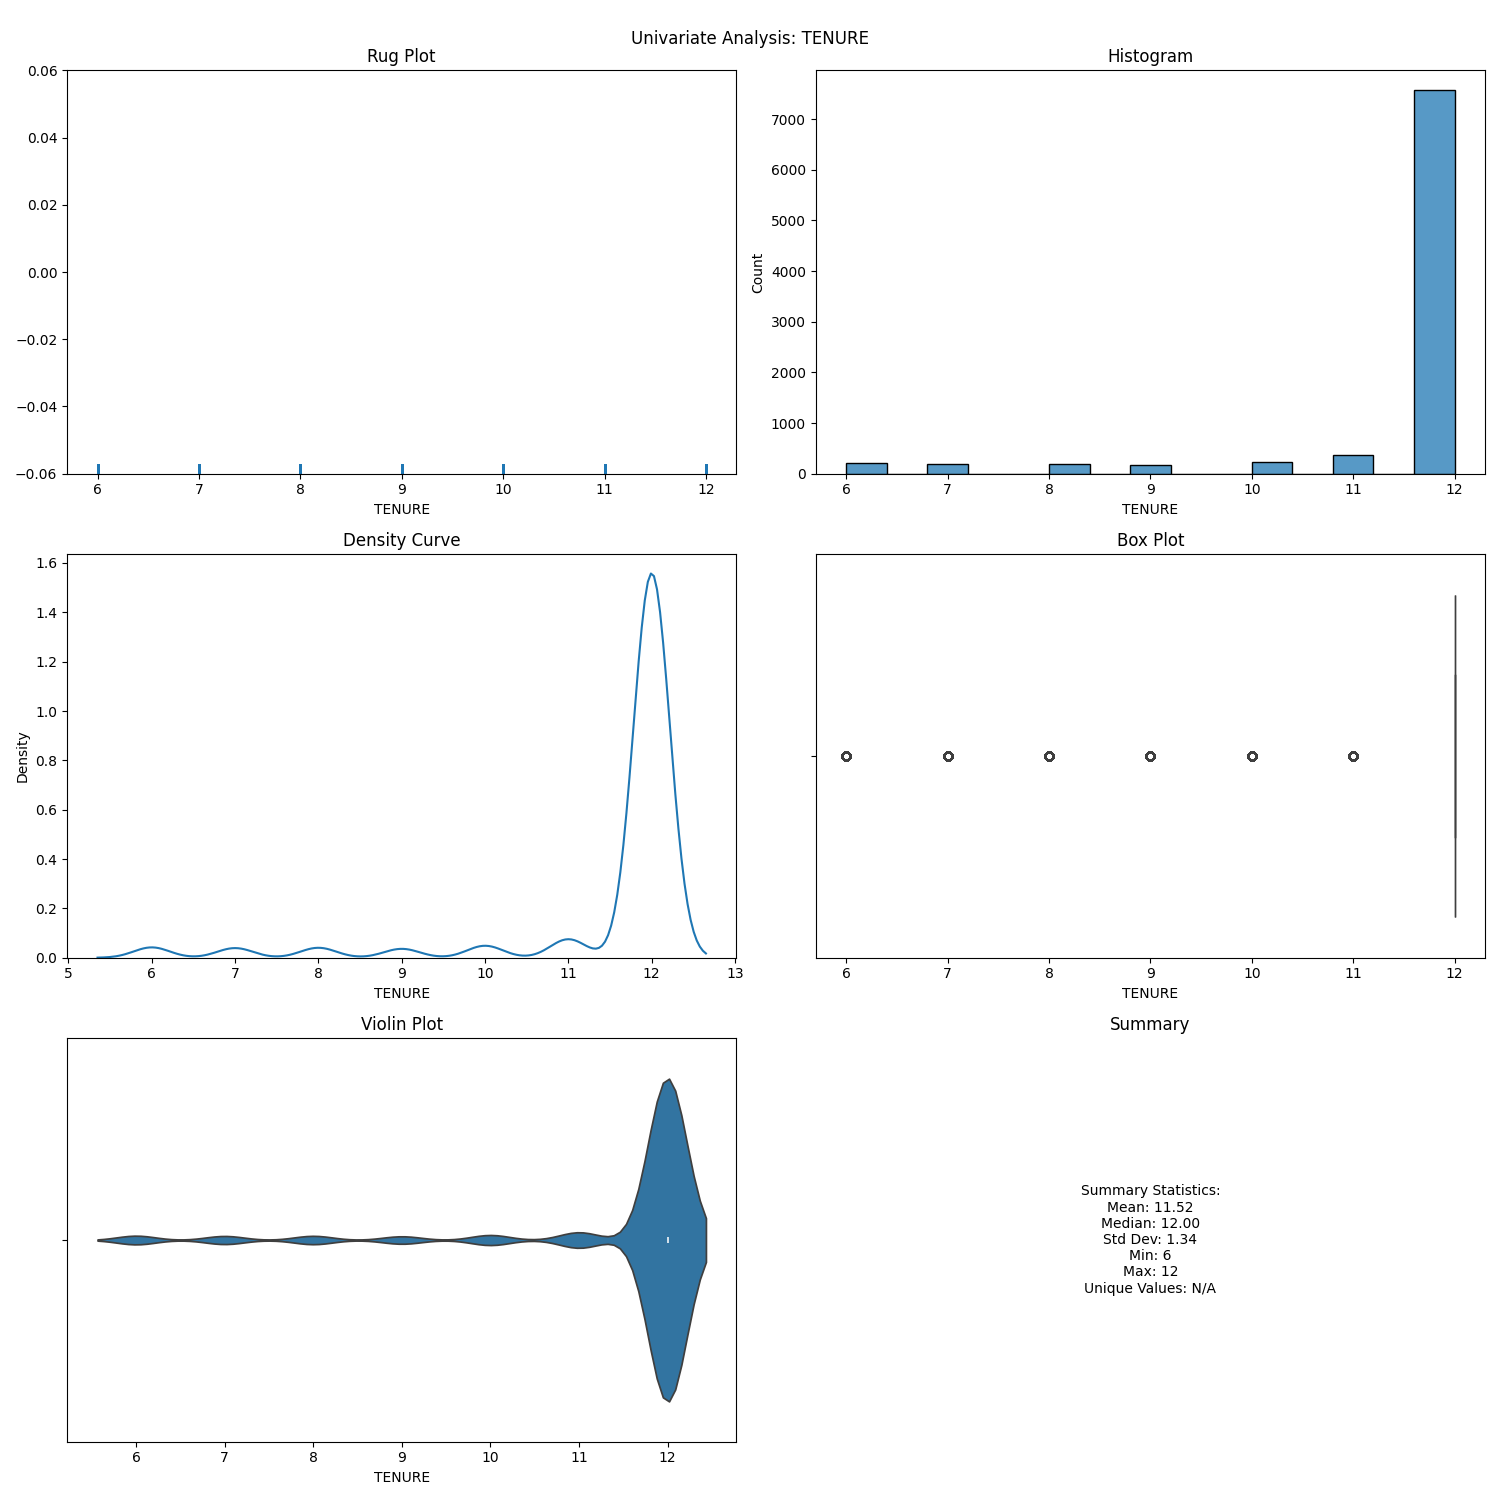 Univariate Analysis: TENURE
Rug Plot
0.06
0.04
0.02
0.00
−0.02
−0.04
−0.06
6 7 8 9 10 11 12
TENURE
Histogram
Count
7000
6000
5000
4000
3000
2000
1000
0
6 7 8 9 10 11 12
TENURE
Density Curve
Density
1.6
1.4
1.2
1.0
0.8
0.6
0.4
0.2
0.0
5 6 7 8 9 10 11 12 13
TENURE
Box Plot
6 7 8 9 10 11 12
TENURE
Violin Plot
6 7 8 9 10 11 12
TENURE
Summary
Summary Statistics:
Mean: 11.52
Median: 12.00
Std Dev: 1.34
Min: 6
Max: 12
Unique Values: N/A